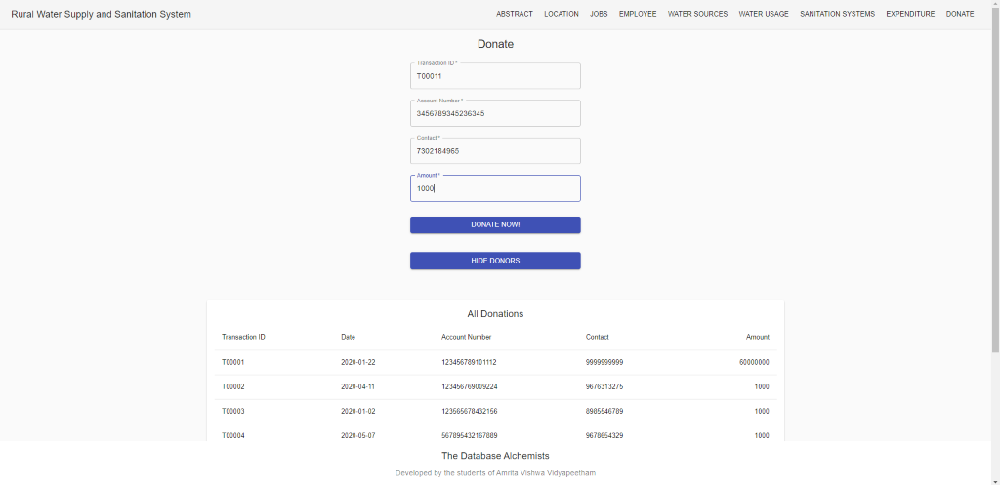 Rural Water Supply and Sanitation System
ABSTRACT LOCATION JOBS EMPLOYEE WATER SOURCES WATER USAGE SANITATION SYSTEMS EXPENDITURE DONATE
Donate
Transaction ID *
T00011
Account Number *
3456789345236345
Contact *
7302184965
Amount *
1000
DONATE NOW!
HIDE DONORS
All Donations
Transaction ID Date Account Number Contact Amount
T00001 2020-01-22 123456789101112 9999999999 60000000
T00002 2020-04-11 123456769009224 9676313275 1000
T00003 2020-01-02 123565678432156 8985546789 1000
T00004 2020-05-07 567895432167889 9678654329 1000
The Database Alchemists
Developed by the students of Amrita Vishwa Vidyapeetham